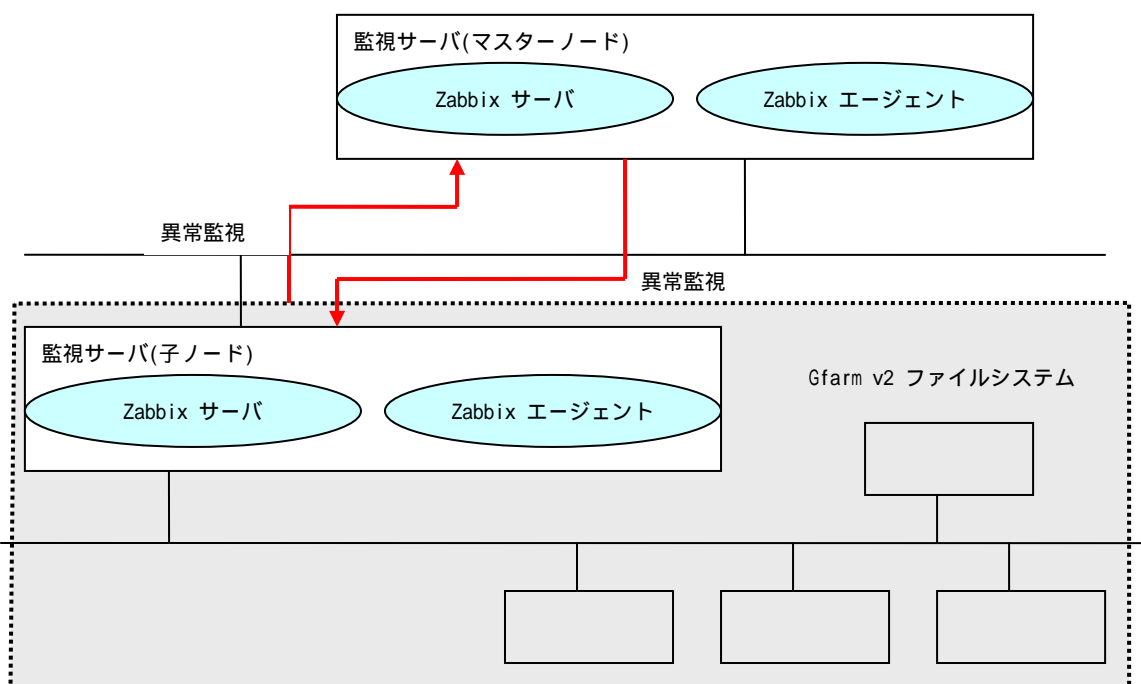 監視サーバ(マスターノード)
Zabbix サーバ
Zabbix エージェント
異常監視
異常監視
監視サーバ(子ノード)
Zabbix サーバ
Zabbix エージェント
Gfarm v2 ファイルシステム